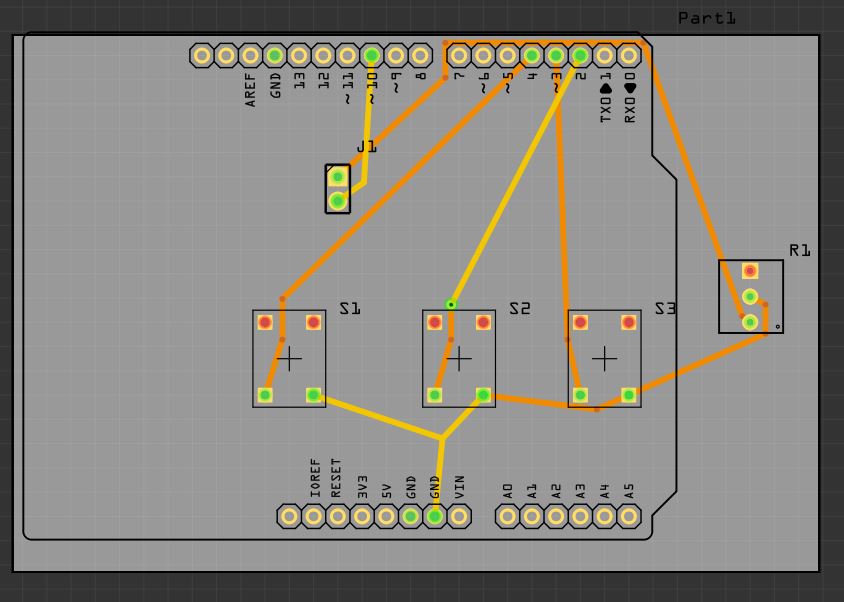 Part1
AREF
GND
13
12
~11
~10
~9
8
7
~6
~5
4
~3
2
TX0▲1
RX0▼0
J1
R1
S1
S2
S3
IOREF
RESET
3V3
5V
GND
GND
VIN
A0
A1
A2
A3
A4
A5